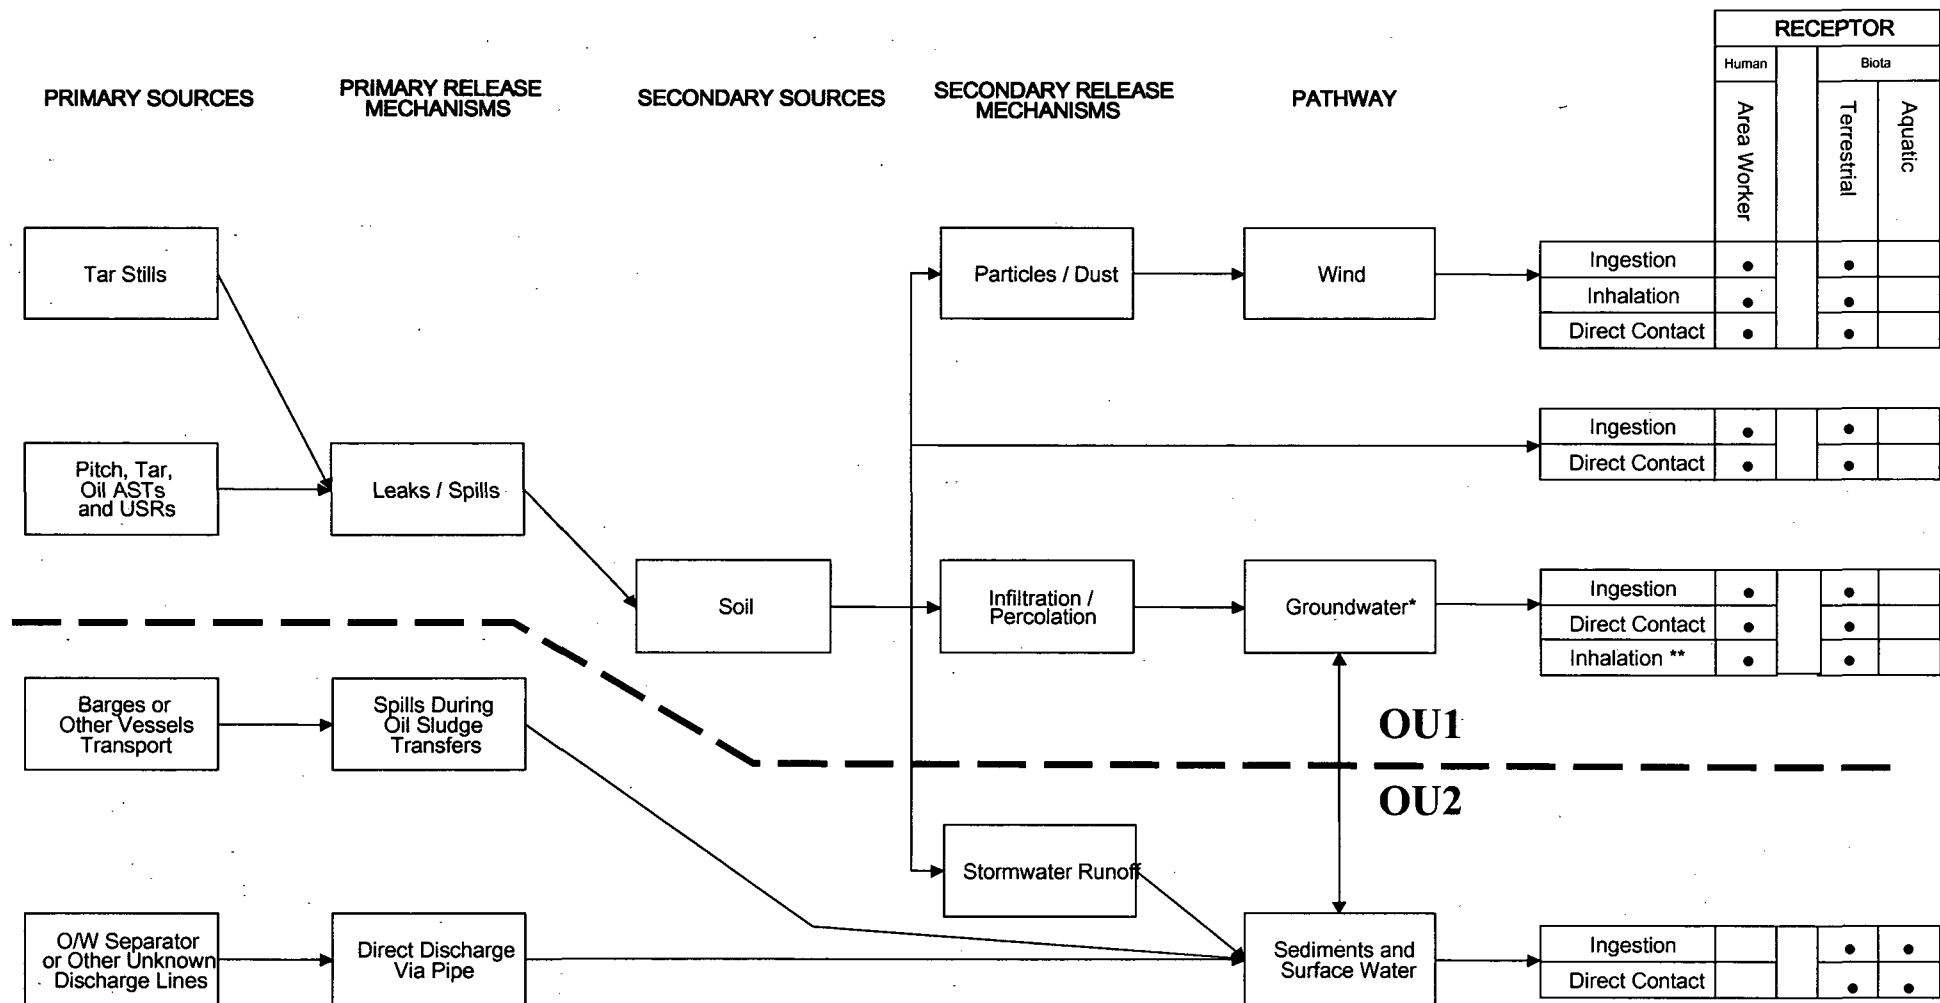 RECEPTOR
Human
Biota
PRIMARY SOURCES
PRIMARY RELEASE
MECHANISMS
SECONDARY SOURCES
SECONDARY RELEASE
MECHANISMS
PATHWAY
Area Worker
Terrestrial
Aquatic
Tar Stills
Particles / Dust
Wind
Ingestion
Inhalation
Direct Contact
Pitch, Tar,
Oil ASTs
and USRs
Leaks / Spills
Ingestion
Direct Contact
Soil
Infiltration /
Percolation
Groundwater*
Ingestion
Direct Contact
Inhalation **
Barges or
Other Vessels
Transport
Spills During
Oil Sludge
Transfers
OU1
OU2
Stormwater Runoff
O/W Separator
or Other Unknown
Discharge Lines
Direct Discharge
Via Pipe
Sediments and
Surface Water
Ingestion
Direct Contact